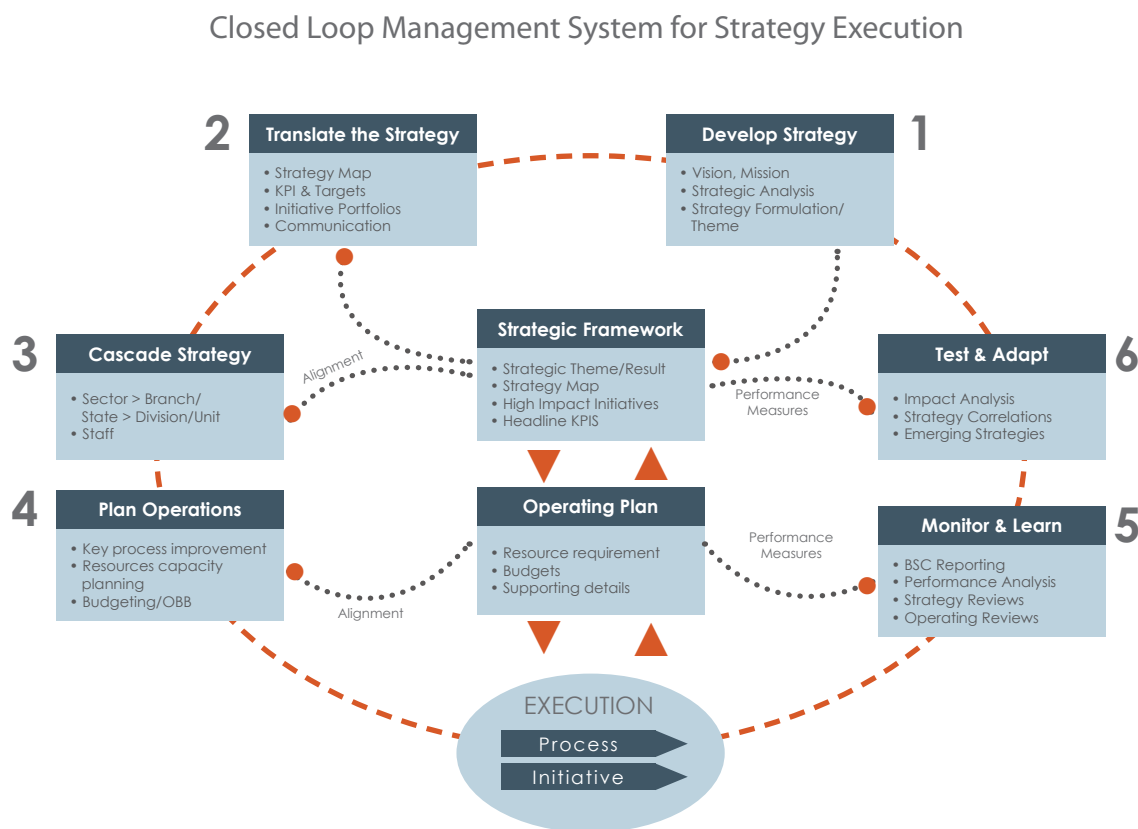 Closed Loop Management System for Strategy Execution
2
Translate the Strategy
• Strategy Map
• KPI & Targets
• Initiative Portfolios
• Communication
Develop Strategy
1
• Vision, Mission
• Strategic Analysis
• Strategy Formulation/
Theme
3
Cascade Strategy
• Sector > Branch/
State > Division/Unit
• Staff
Alignment
Strategic Framework
• Strategic Theme/Result
• Strategy Map
• High Impact Initiatives
• Headline KPIS
Performance
Measures
Test & Adapt
6
• Impact Analysis
• Strategy Correlations
• Emerging Strategies
4
Plan Operations
• Key process improvement
• Resources capacity
planning
• Budgeting/OBB
Alignment
Operating Plan
• Resource requirement
• Budgets
• Supporting details
Performance
Measures
Monitor & Learn
5
• BSC Reporting
• Performance Analysis
• Strategy Reviews
• Operating Reviews
EXECUTION
Process
Initiative